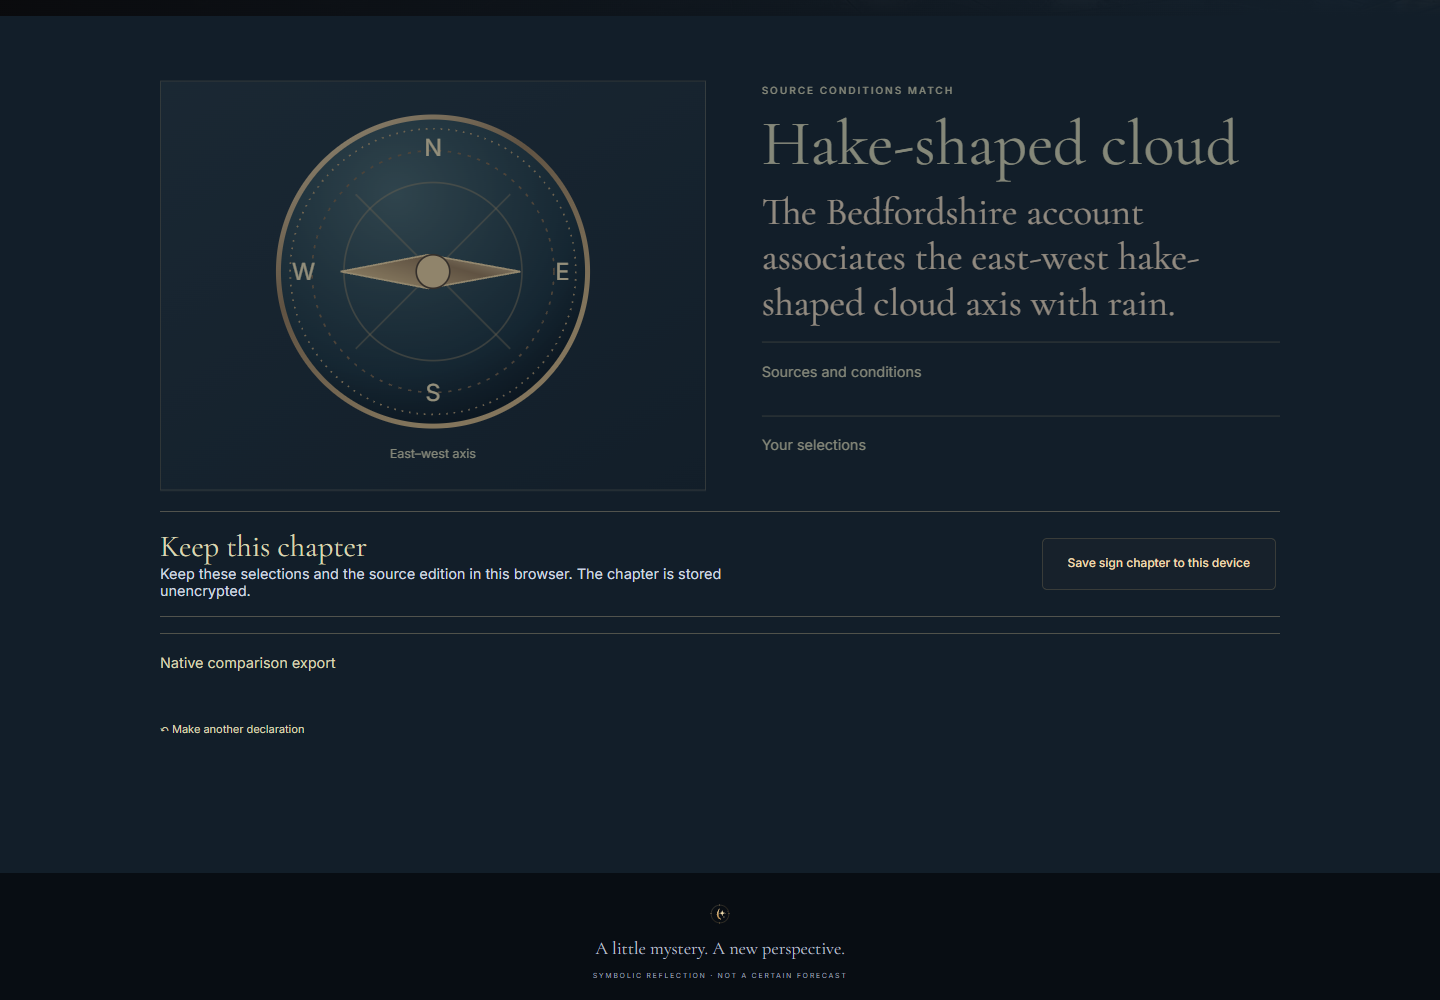 N
W
E
S
East–west axis
SOURCE CONDITIONS MATCH
Hake-shaped cloud
The Bedfordshire account
associates the east-west hake-
shaped cloud axis with rain.
Sources and conditions
Your selections
Keep this chapter
Keep these selections and the source edition in this browser. The chapter is stored
unencrypted.
Save sign chapter to this device
Native comparison export
↶ Make another declaration
A little mystery. A new perspective.
SYMBOLIC REFLECTION · NOT A CERTAIN FORECAST